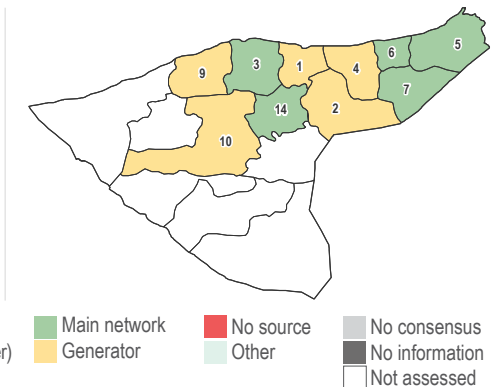 5
6
3
1
4
9
7
14
2
10
Main network
No source
No consensus
er)
Generator
Other
No information
Not assessed